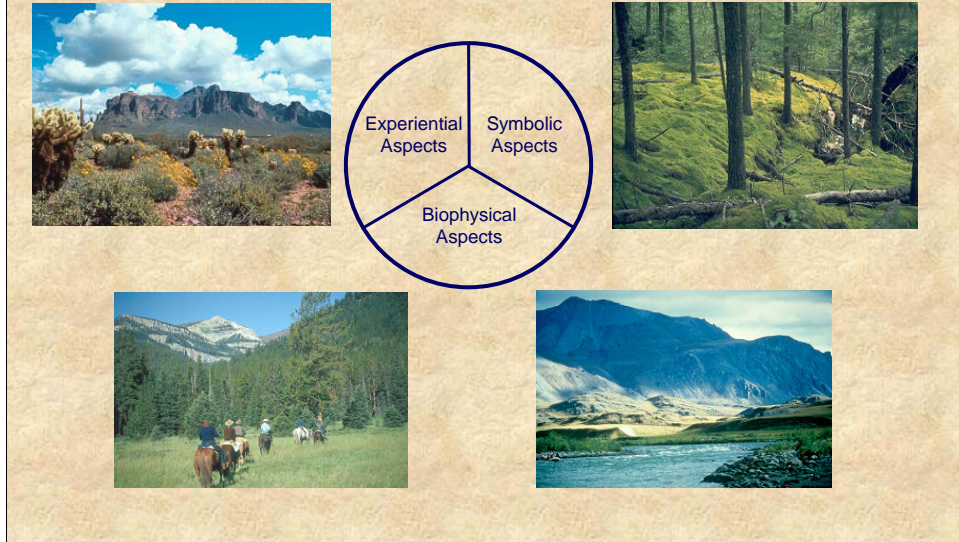 Experiential
Aspects
Symbolic
Aspects
Biophysical
Aspects